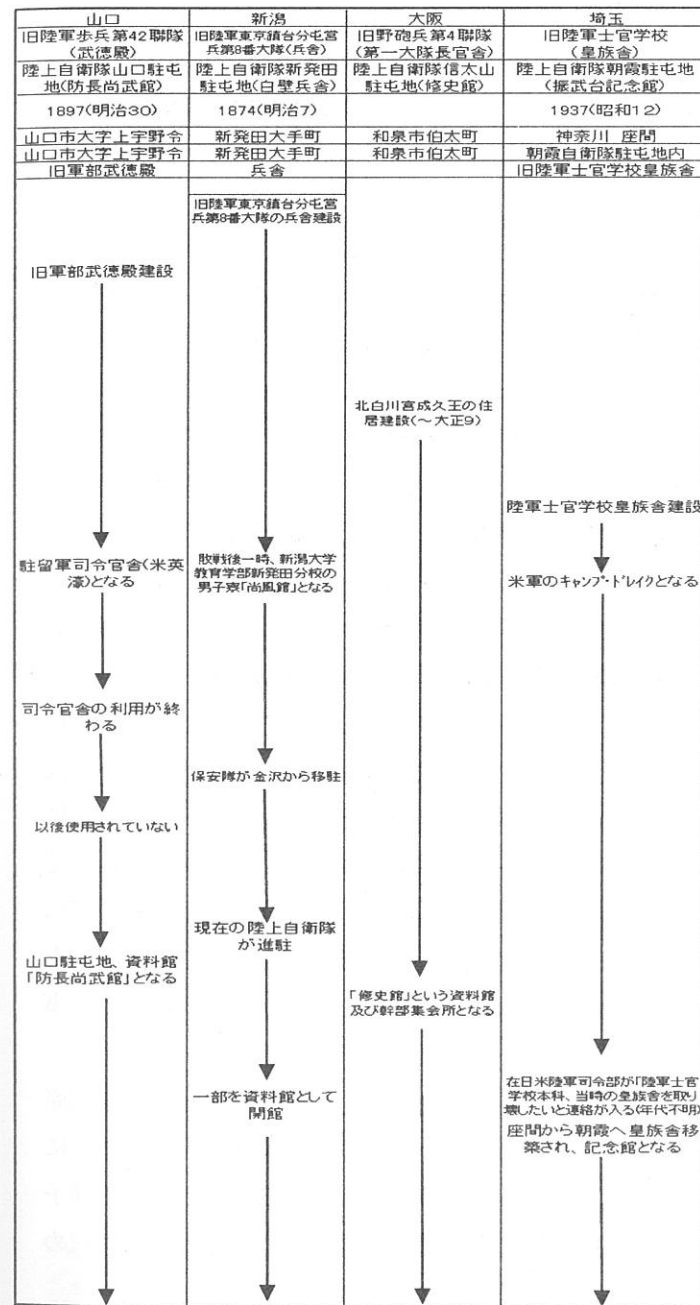 山口
旧陸軍歩兵第42聯隊
(武徳殿)
陸上自衛隊山口駐屯
地(防長尚武館)
1897(明治30)
山口市大字上宇野令
山口市大字上宇野令
旧軍部武徳殿
旧軍部武徳殿建設
駐留軍司令官舎(米英
濠)となる
司令官舎の利用が終
わる
以後使用されていない
山口駐屯地、資料館
「防長尚武館」となる
新潟
旧陸軍東京鎮台分屯営
兵第8番大隊(兵舎)
陸上自衛隊新発田
駐屯地(白壁兵舎)
1874(明治7)
新発田大手町
新発田大手町
兵舎
旧陸軍東京鎮台分屯営
兵第8番大隊の兵舎建設
敗戦後一時、新潟大学
教育学部新発田分校の
男子寮「尚風館」となる
保安隊が金沢から移駐
現在の陸上自衛隊
が進駐
一部を資料館として
開館
大阪
旧野砲兵第4聯隊
(第一大隊長官舎)
陸上自衛隊信太山
駐屯地(修史館)
和泉市伯太町
和泉市伯太町
北白川宮成久王の住
居建設(～大正9)
「修史館」という資料館
及び幹部集会所となる
埼玉
旧陸軍士官学校
(皇族舎)
陸上自衛隊朝霞駐屯地
(振武台記念館)
1937(昭和12)
神奈川 座間
朝霞自衛隊駐屯地内
旧陸軍士官学校皇族舎
陸軍士官学校皇族舎建設
米軍のキャンプ・ドレイクとなる
在日米陸軍司令部が「陸軍士官
学校本科、当時の皇族舎を取り
壊したいと連絡が入る(年代不明)
座間から朝霞へ皇族舎移
築され、記念館となる